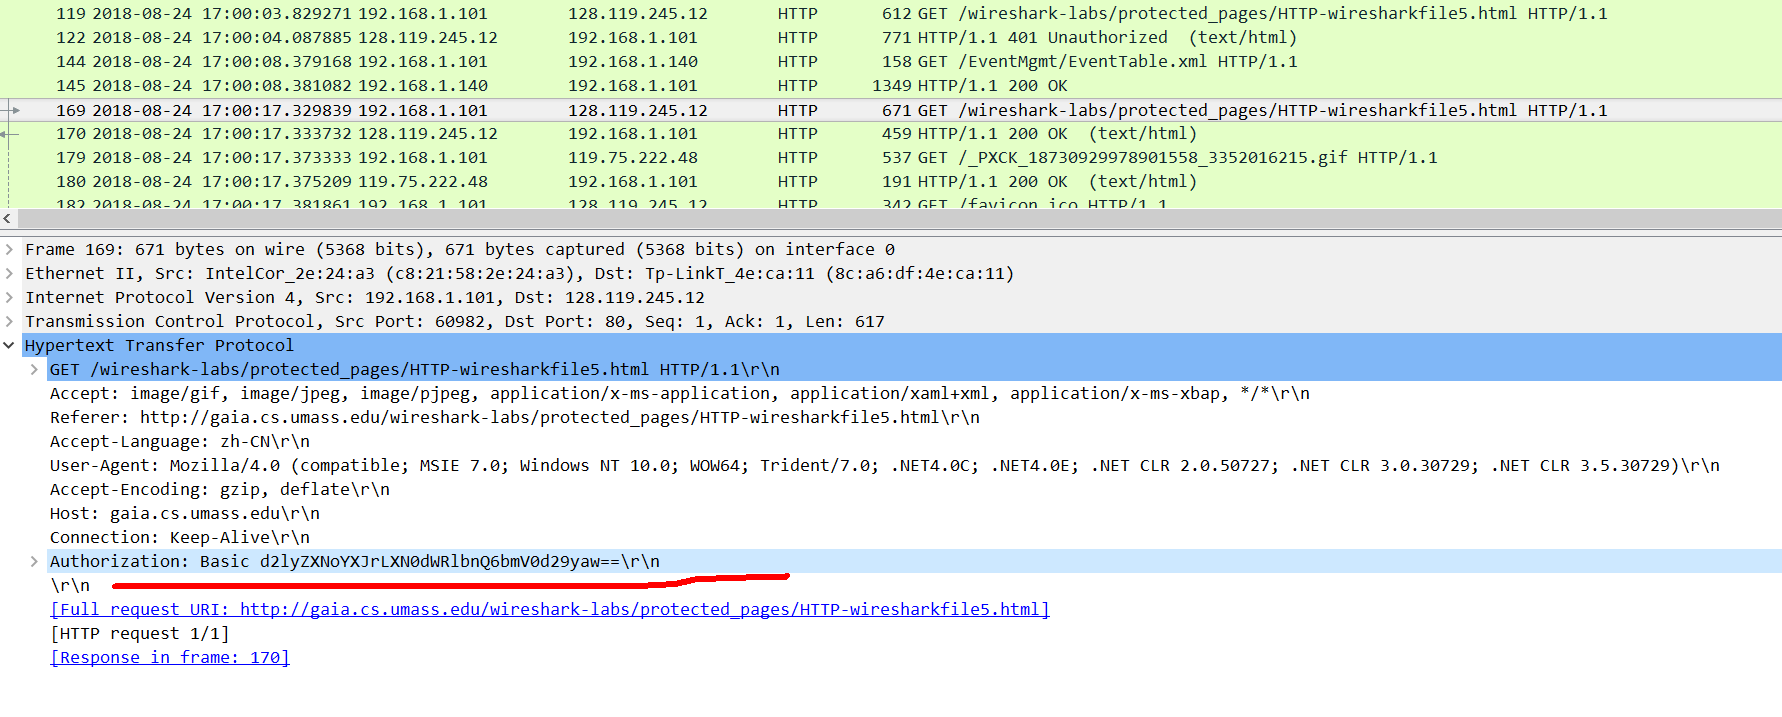 119 2018-08-24 17:00:03.829271 192.168.1.101 128.119.245.12 HTTP 612 GET /wireshark-labs/protected_pages/HTTP-wiresharkfile5.html HTTP/1.1
122 2018-08-24 17:00:04.087885 128.119.245.12 192.168.1.101 HTTP 771 HTTP/1.1 401 Unauthorized (text/html)
143 2018-08-24 17:00:08.379168 192.168.1.101 192.168.1.140 HTTP 158 GET /EventMgmt/EventTable.xml HTTP/1.1
145 2018-08-24 17:00:08.381082 192.168.1.140 192.168.1.101 HTTP 1349 HTTP/1.1 200 OK
169 2018-08-24 17:00:17.329839 192.168.1.101 128.119.245.12 HTTP 671 GET /wireshark-labs/protected_pages/HTTP-wiresharkfile5.html HTTP/1.1
170 2018-08-24 17:00:17.333732 128.119.245.12 192.168.1.101 HTTP 459 HTTP/1.1 200 OK (text/html)
179 2018-08-24 17:00:17.373333 192.168.1.101 119.75.222.48 HTTP 537 GET /_PXCK_18730929978901558_3352016215.gif HTTP/1.1
180 2018-08-24 17:00:17.375209 119.75.222.48 192.168.1.101 HTTP 191 HTTP/1.1 200 OK (text/html)
182 2018-08-24 17:00:17.381861 192.168.1.101 128.119.245.12 HTTP 342 GET /favicon.ico HTTP/1.1
Frame 169: 671 bytes on wire (5368 bits), 671 bytes captured (5368 bits) on interface 0
Ethernet II, Src: IntelCor_2e:24:a3 (c8:21:58:2e:24:a3), Dst: Tp-LinkT_4e:ca:11 (8c:a6:df:4e:ca:11)
Internet Protocol Version 4, Src: 192.168.1.101, Dst: 128.119.245.12
Transmission Control Protocol, Src Port: 60982, Dst Port: 80, Seq: 1, Ack: 1, Len: 617
Hypertext Transfer Protocol
GET /wireshark-labs/protected_pages/HTTP-wiresharkfile5.html HTTP/1.1\r\n
Accept: image/gif, image/jpeg, image/pjpeg, application/x-ms-application, application/xaml+xml, application/x-ms-xbap, */*\r\n
Referer: http://gaia.cs.umass.edu/wireshark-labs/protected_pages/HTTP-wiresharkfile5.html\r\n
Accept-Language: zh-CN\r\n
User-Agent: Mozilla/4.0 (compatible; MSIE 7.0; Windows NT 10.0; WOW64; Trident/7.0; .NET4.0C; .NET4.0E; .NET CLR 2.0.50727; .NET CLR 3.0.30729; .NET CLR 3.5.30729)\r\n
Accept-Encoding: gzip, deflate\r\n
Host: gaia.cs.umass.edu\r\n
Connection: Keep-Alive\r\n
Authorization: Basic d2lyZXNoYXJrLXN0dWRlbnQ6bmV0d29yaw==\r\n
\r\n
[Full request URI: http://gaia.cs.umass.edu/wireshark-labs/protected_pages/HTTP-wiresharkfile5.html]
[HTTP request 1/1]
[Response in frame: 170]